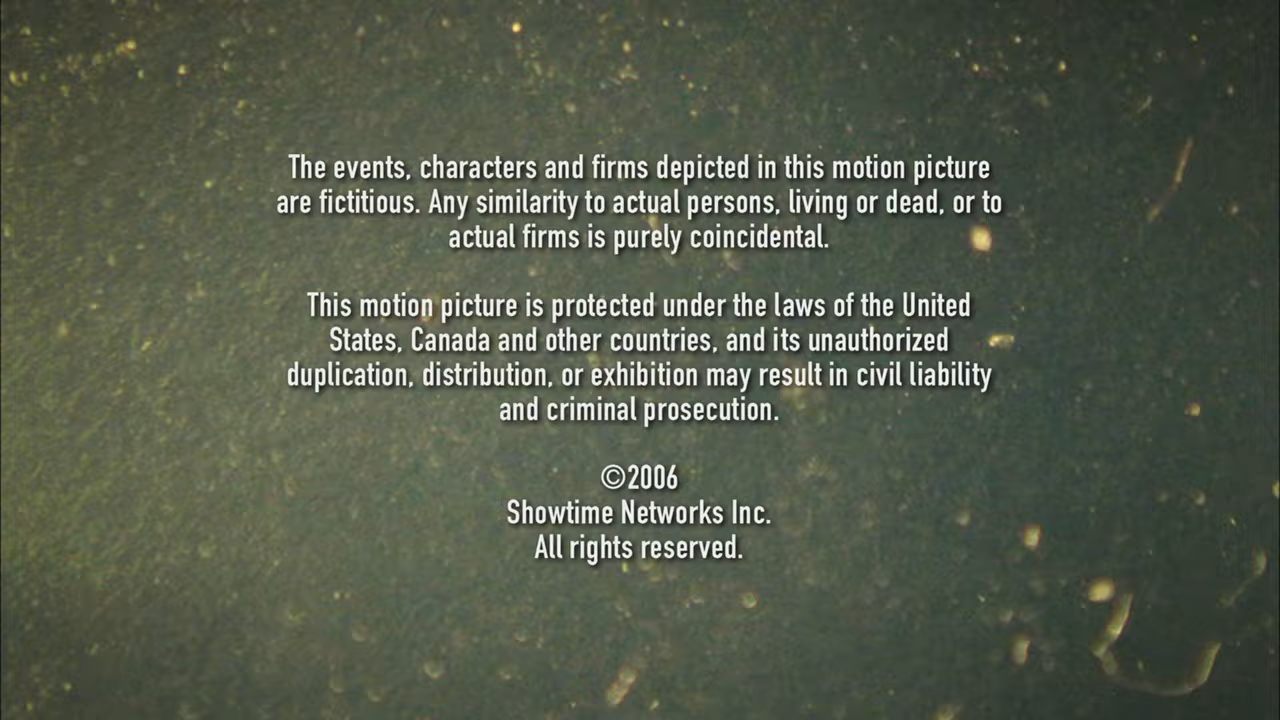 The events, characters and firms depicted in this motion picture
are fictitious. Any similarity to actual persons, living or dead, or to
actual firms is purely coincidental.
This motion picture is protected under the laws of the United
States, Canada and other countries, and its unauthorized
duplication, distribution, or exhibition may result in civil liability
and criminal prosecution.
©2006
Showtime Networks Inc.
All rights reserved.